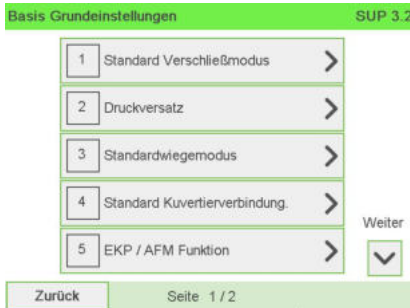 Basis Grundeinstellungen SUP 3.2
1 Standard Verschließmodus
2 Druckversatz
3 Standardwiegemodus
4 Standard Kuvertierverbindung.
5 EKP / AFM Funktion
Weiter
Zurück Seite 1 / 2